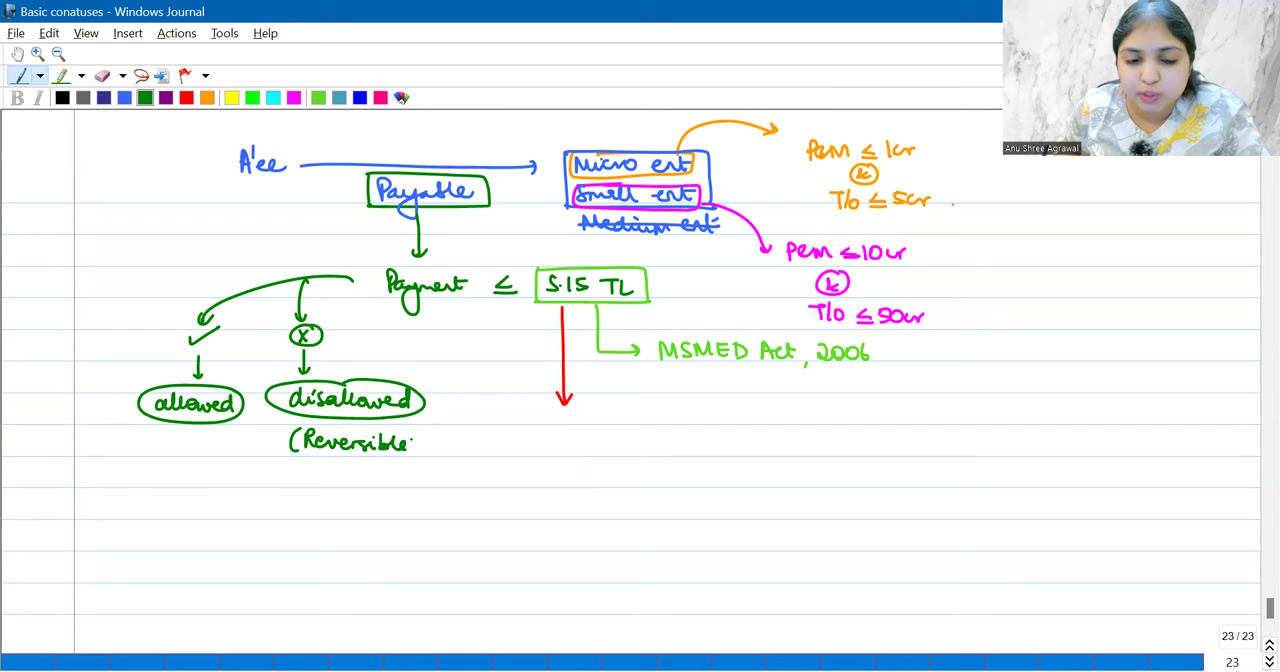 Basic conatuses - Windows Journal
File Edit View Insert Actions Tools Help
B I
Anu Shree Agrawal
A'ee
Payable
Micro ent
Small ent
Medium ent
P&M ≤ 1cr
&
T/o ≤ 5cr
P&M ≤ 10cr
&
T/o ≤ 50cr
Payment ≤ S.15 TL
MSMED Act, 2006
✓
x
allowed
disallowed
(Reversible
23 / 23
23